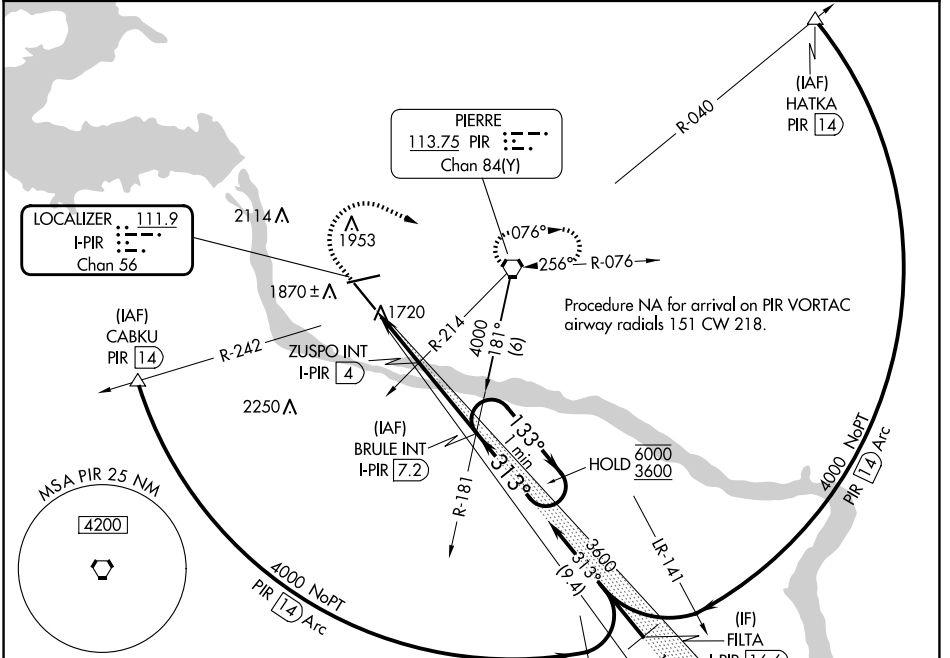 (IAF)
HATKA
PIR 14
R-040
PIERRE
113.75 PIR
Chan 84(Y)
LOCALIZER 111.9
I-PIR
Chan 56
2114
1953
076°
256° R-076
1870 ±
1720
Procedure NA for arrival on PIR VORTAC
airway radials 151 CW 218.
(IAF)
CABKU
PIR 14
R-242
ZUSPO INT
I-PIR 4
R-214
4000
181°
(6)
2250
(IAF)
BRULE INT
I-PIR 7.2
133°
1 min
313°
HOLD 6000
3600
R-181
4000 NoPT
PIR 14 Arc
MSA PIR 25 NM
4200
3600
313°
(9.4)
LR-141
4000 NoPT
PIR 14 Arc
(IF)
FILTA
I-PIR 16.6